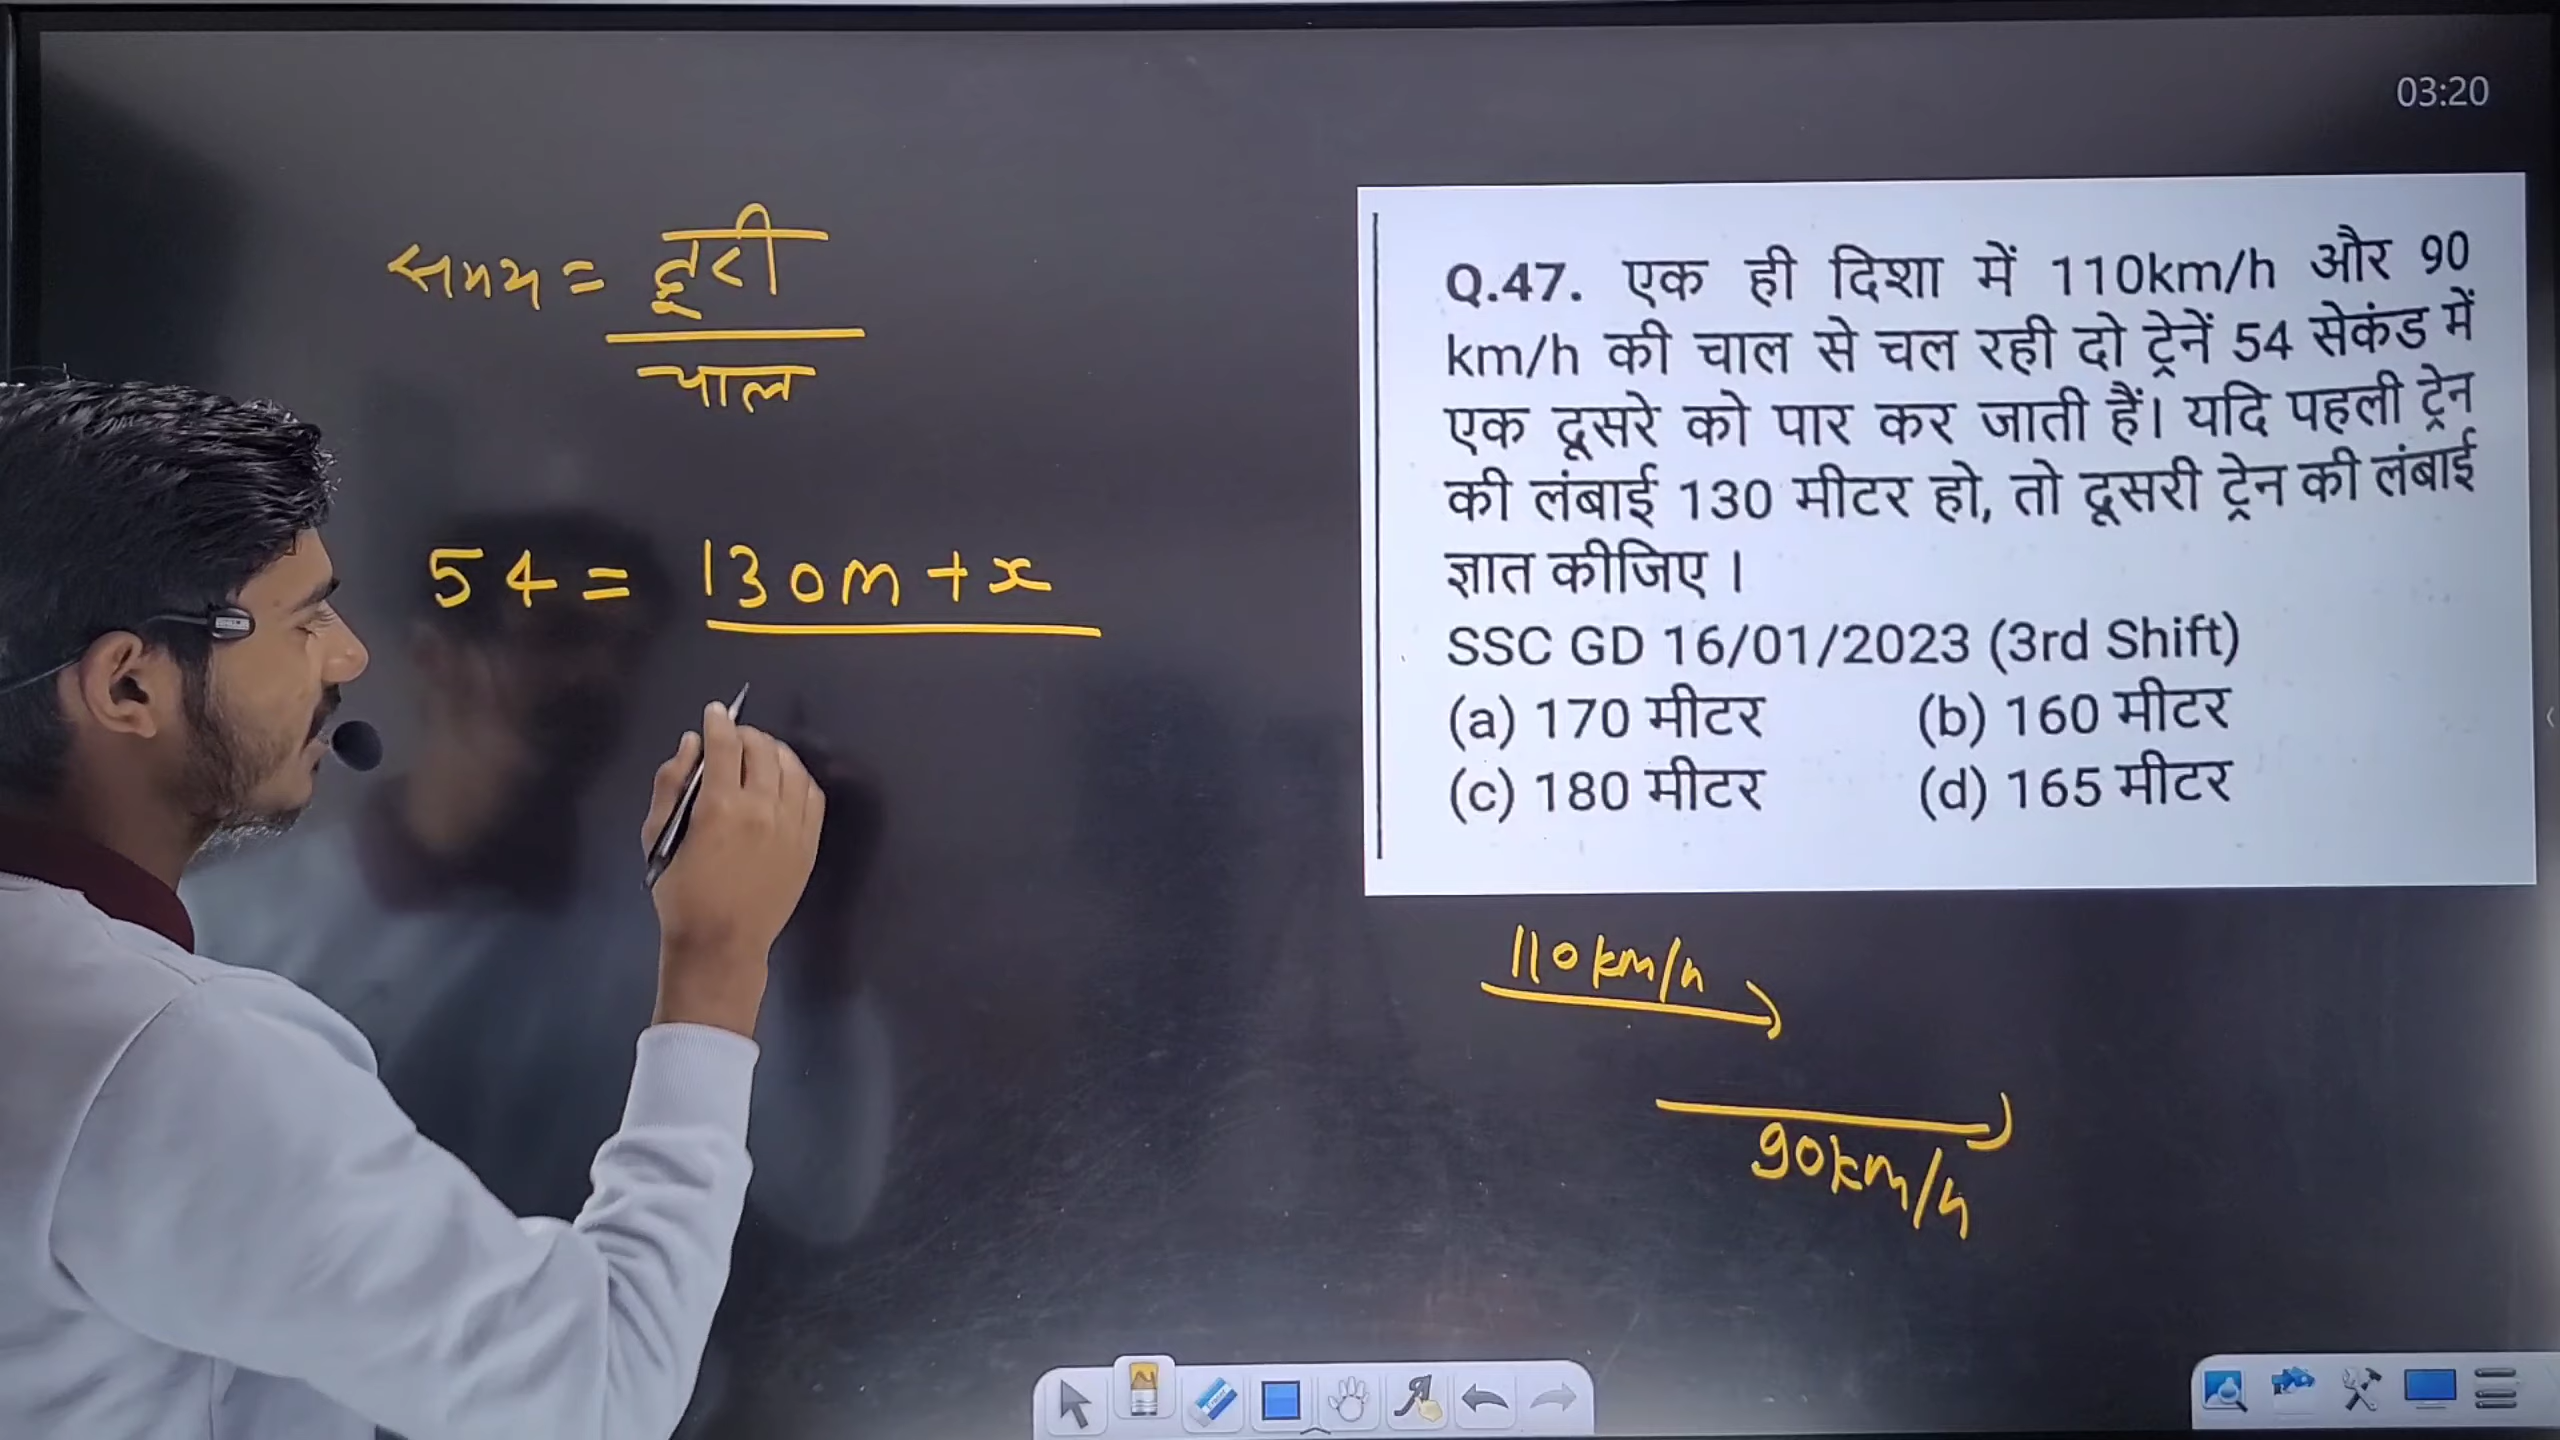 03:20
समय = दूरी
चाल
54 = 130m + x
Q.47. एक ही दिशा में 110km/h और 90
km/h की चाल से चल रही दो ट्रेनें 54 सेकंड में
एक दूसरे को पार कर जाती हैं। यदि पहली ट्रेन
की लंबाई 130 मीटर हो, तो दूसरी ट्रेन की लंबाई
ज्ञात कीजिए ।
SSC GD 16/01/2023 (3rd Shift)
(a) 170 मीटर (b) 160 मीटर
(c) 180 मीटर (d) 165 मीटर
110km/h
90km/h